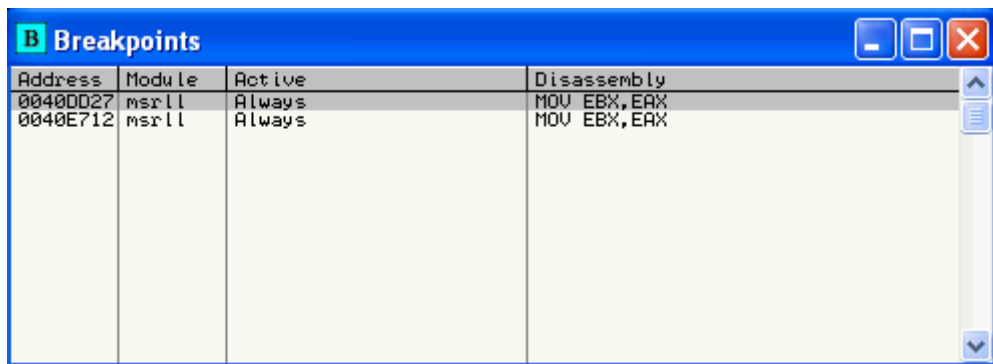 B Breakpoints
Address Module Active Disassembly
0040DD27 msrll Always MOV EBX,EAX
0040E712 msrll Always MOV EBX,EAX